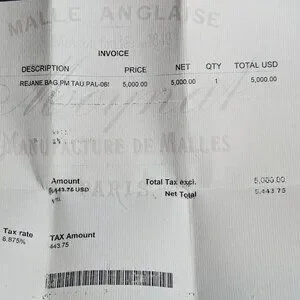 MALLE ANGLAISE
INVOICE
DESCRIPTION PRICE NET QTY TOTAL USD
REJANE.BAG.PM TAU.PAL-06! 5,000.00 5,000.00 1 5,000.00
MANUFACTURE DE MALLES
PARIS
Amount Total Tax excl. 5,000.00
5,443.75 USD Net Total 5,443.75
Tax rate TAX Amount
6.875% 443.75